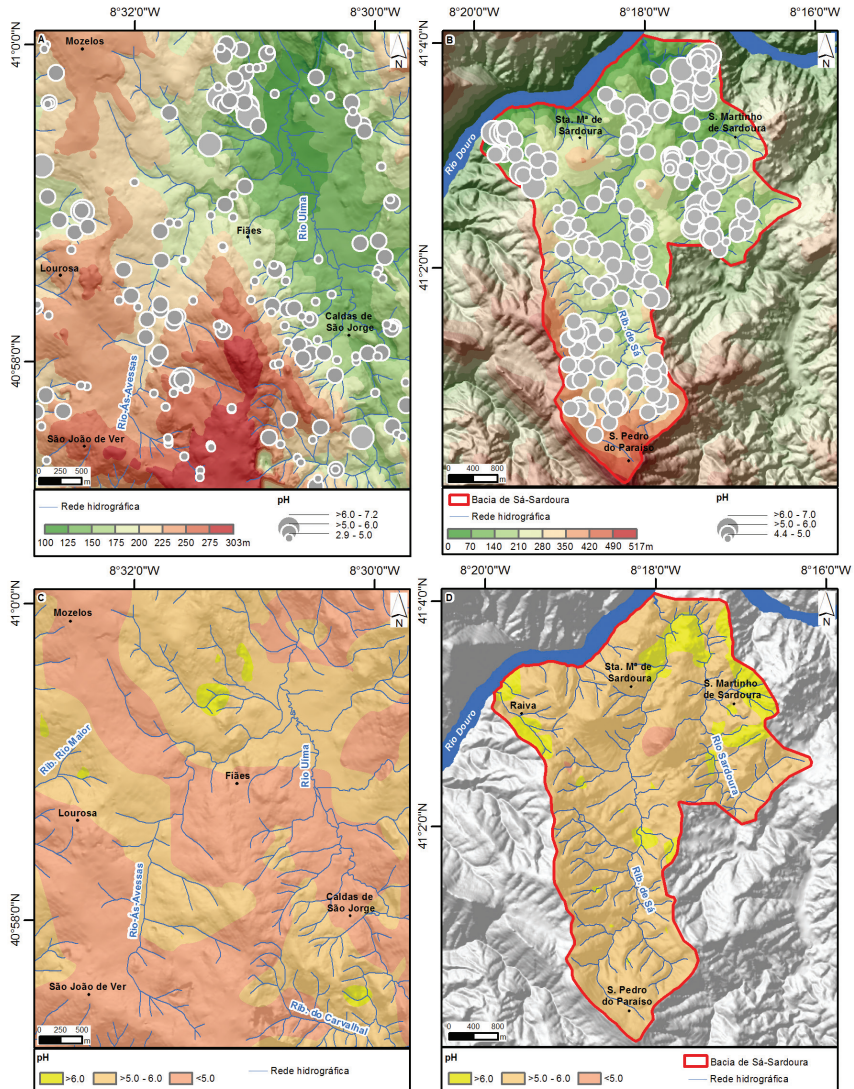 8°32'0"W
8°30'0"W
A
41°0'0"N
Mozelos
N
Rio Uíma
Fiães
Lourosa
Caldas de
São Jorge
40°58'0"N
Rio-Ás-Avessas
São João de Ver
0 250 500
m
Rede hidrográfica
100 125 150 175 200 225 250 275 303m
pH
>6.0 - 7.2
>5.0 - 6.0
2.9 - 5.0
8°20'0"W
8°18'0"W
8°16'0"W
B
41°4'0"N
N
Sta. Mª de
Sardoura
S. Martinho
de Sardoura
Rio Douro
41°2'0"N
Rib. de Sá
S. Pedro
do Paraíso
0 400 800
m
Bacia de Sá-Sardoura
Rede hidrográfica
0 70 140 210 280 350 420 490 517m
pH
>6.0 - 7.0
>5.0 - 6.0
4.4 - 5.0
8°32'0"W
8°30'0"W
C
41°0'0"N
Mozelos
N
Rib. Rio Maior
Rio Uíma
Fiães
Lourosa
Rio-Ás-Avessas
Caldas de
São Jorge
40°58'0"N
São João de Ver
Rib. do Carvalhal
0 250 500
m
pH
>6.0
>5.0 - 6.0
<5.0
Rede hidrográfica
8°20'0"W
8°18'0"W
8°16'0"W
D
41°4'0"N
N
Sta. Mª de
Sardoura
S. Martinho
de Sardoura
Raiva
Rio Douro
Rio Sardoura
41°2'0"N
Rib. de Sá
S. Pedro
do Paraíso
0 400 800
m
pH
>6.0
>5.0 - 6.0
<5.0
Bacia de Sá-Sardoura
Rede hidrográfica